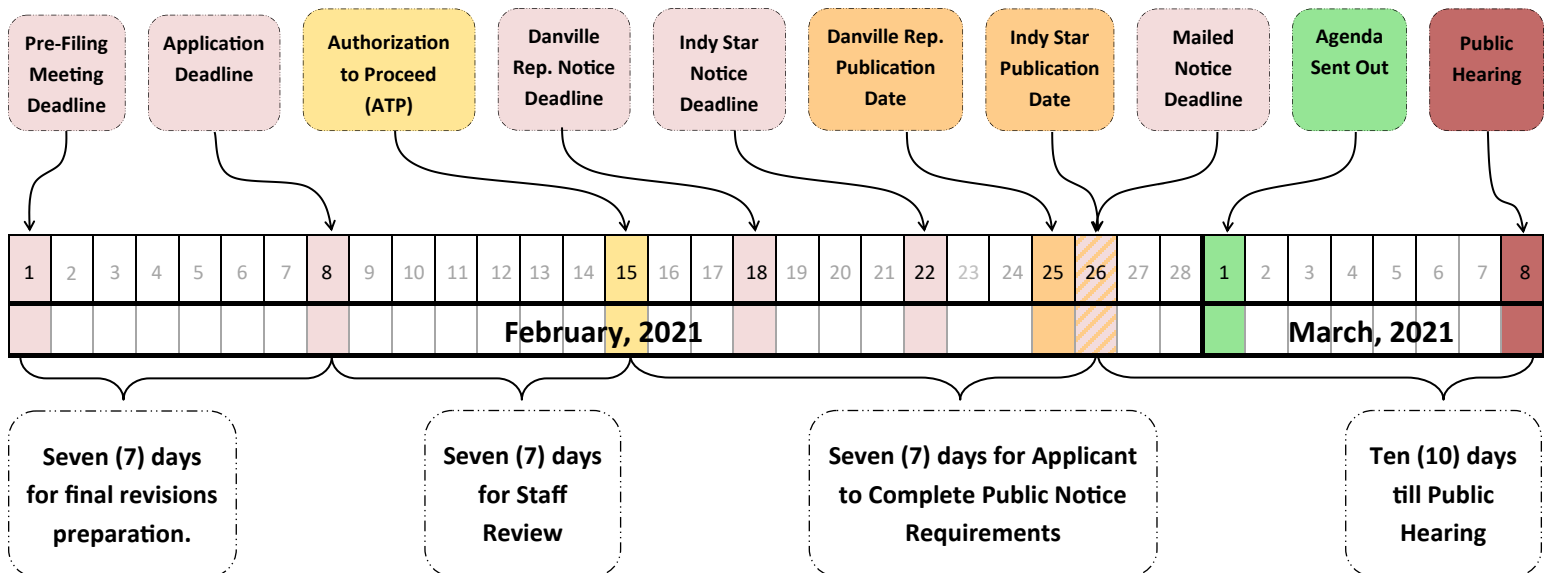 Pre-Filing
Meeting
Deadline
Application
Deadline
Authorization
to Proceed
(ATP)
Danville
Rep. Notice
Deadline
Indy Star
Notice
Deadline
Danville Rep.
Publication
Date
Indy Star
Publication
Date
Mailed
Notice
Deadline
Agenda
Sent Out
Public
Hearing
1 2 3 4 5 6 7 8 9 10 11 12 13 14 15 16 17 18 19 20 21 22 23 24 25 26 27 28 1 2 3 4 5 6 7 8
February, 2021 March, 2021
Seven (7) days
for final revisions
preparation.
Seven (7) days
for Staff
Review
Seven (7) days for Applicant
to Complete Public Notice
Requirements
Ten (10) days
till Public
Hearing